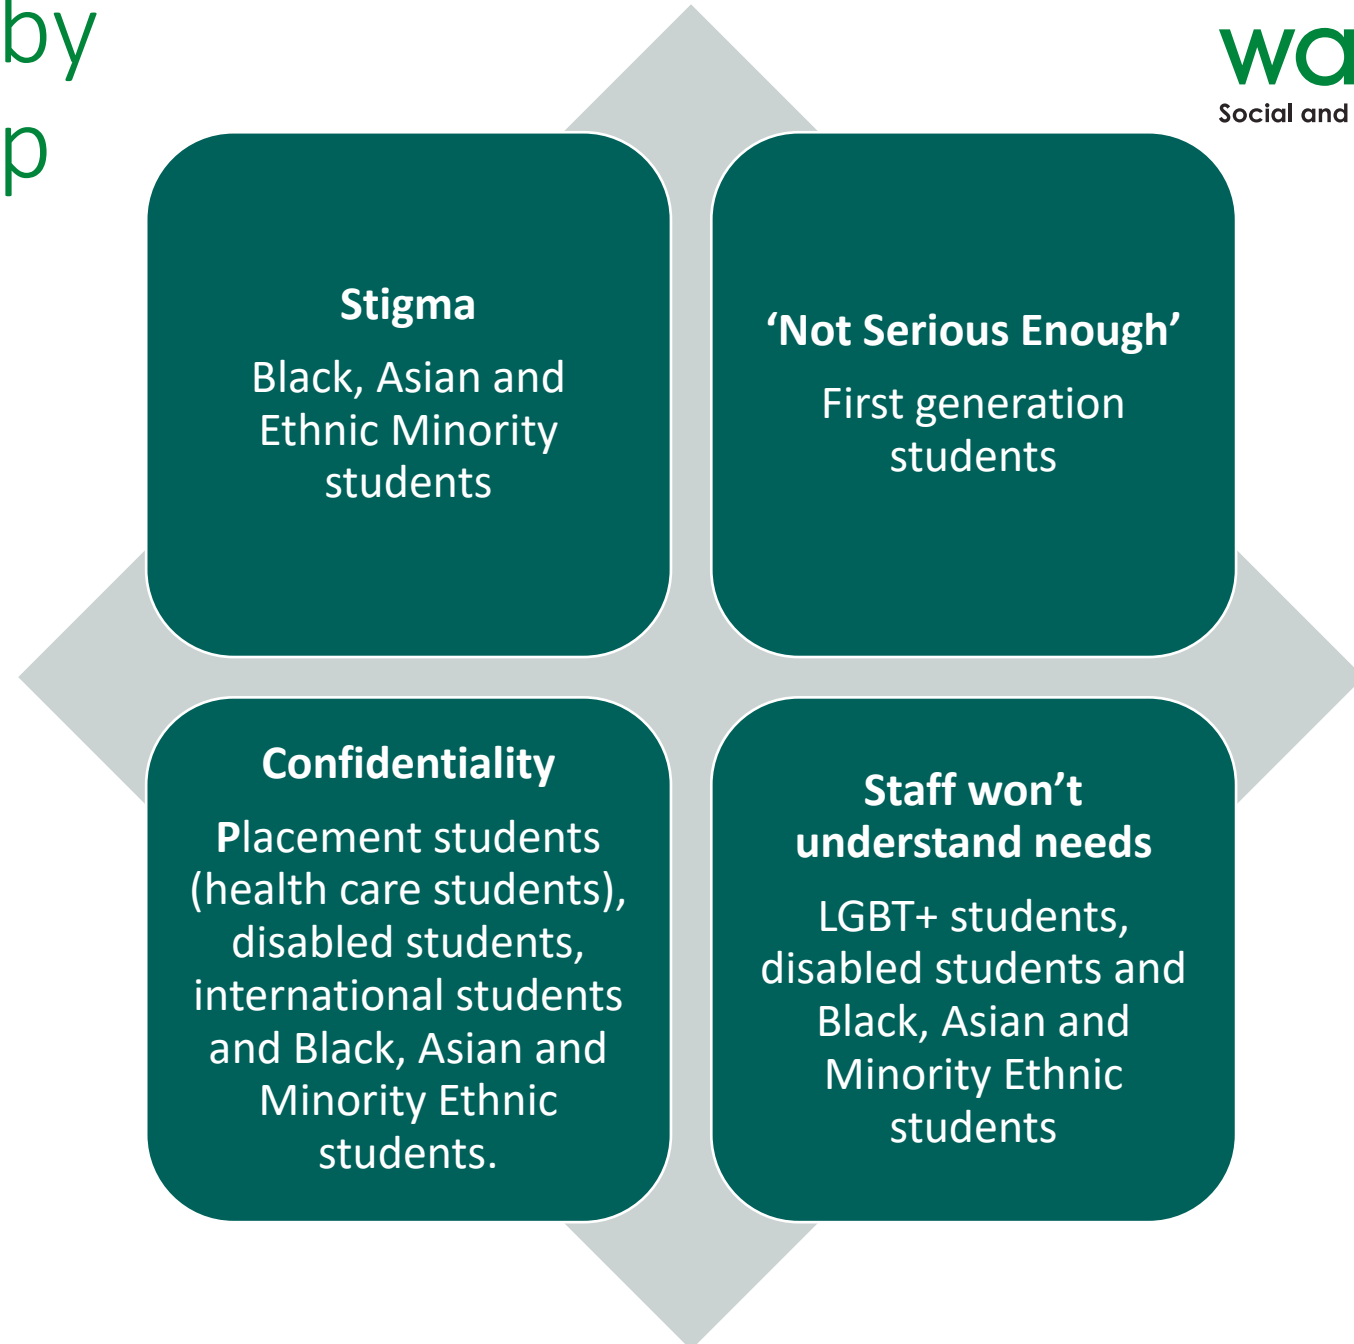 by
p
wa
Social and
Stigma
Black, Asian and
Ethnic Minority
students
‘Not Serious Enough’
First generation
students
Confidentiality
Placement students
(health care students),
disabled students,
international students
and Black, Asian and
Minority Ethnic
students.
Staff won’t
understand needs
LGBT+ students,
disabled students and
Black, Asian and
Minority Ethnic
students